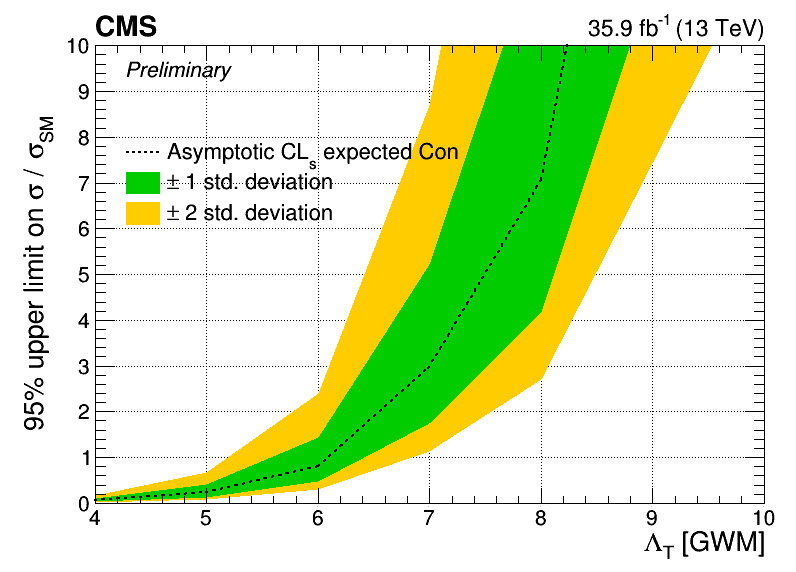 CMS
35.9 fb⁻¹ (13 TeV)
Preliminary
Asymptotic CLₛ expected Con
± 1 std. deviation
± 2 std. deviation
95% upper limit on σ / σ_SM
10
9
8
7
6
5
4
3
2
1
0
4 5 6 7 8 9 10
Λ_T [GWM]